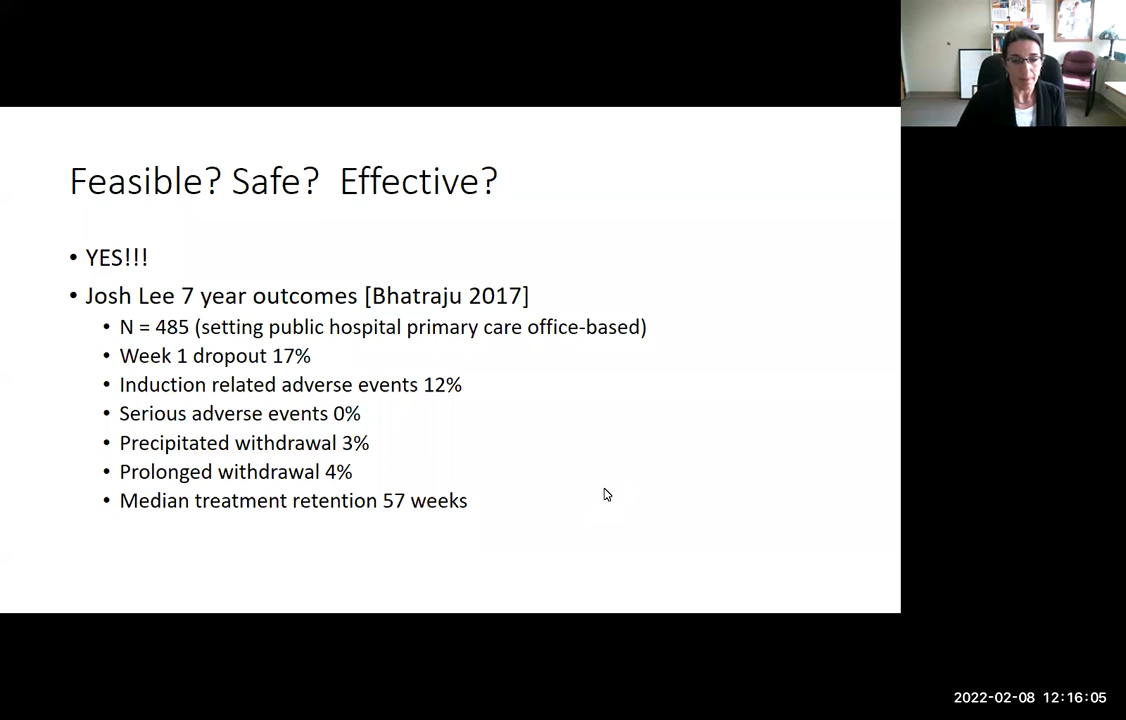 Feasible? Safe? Effective?
• YES!!!
• Josh Lee 7 year outcomes [Bhatraju 2017]
• N = 485 (setting public hospital primary care office-based)
• Week 1 dropout 17%
• Induction related adverse events 12%
• Serious adverse events 0%
• Precipitated withdrawal 3%
• Prolonged withdrawal 4%
• Median treatment retention 57 weeks
2022-02-08 12:16:05